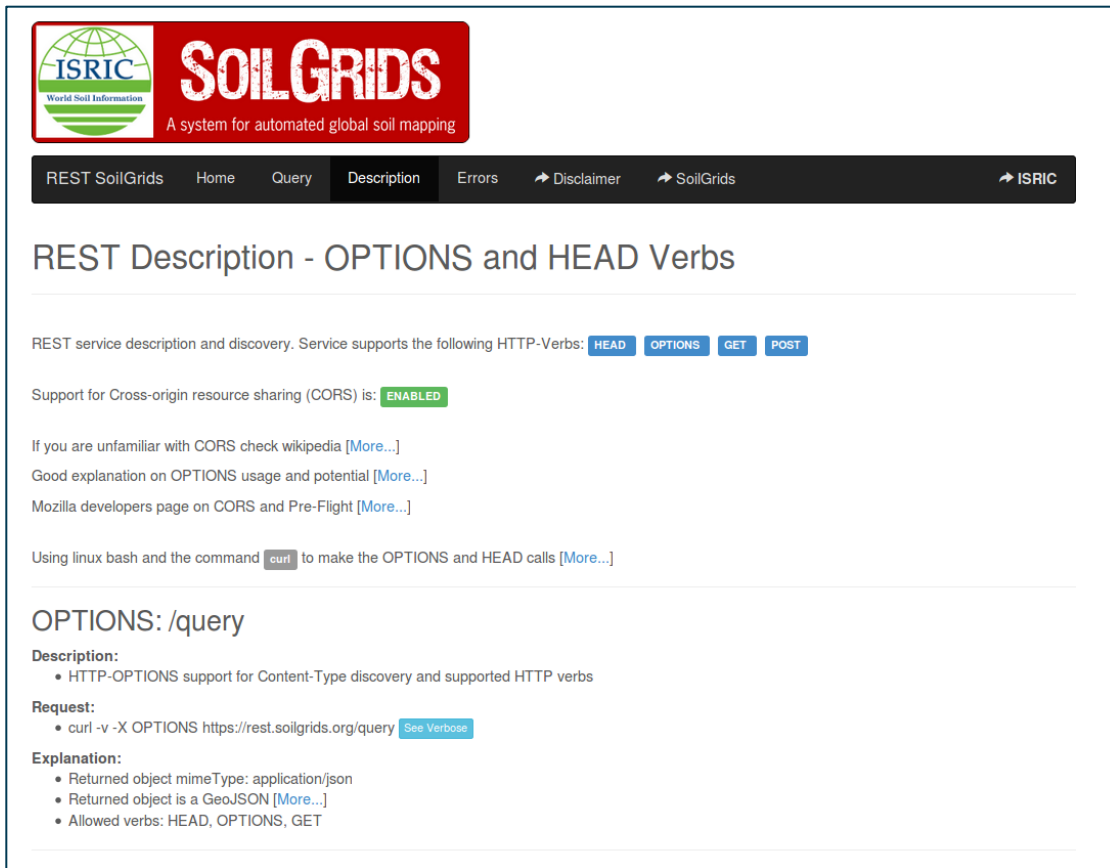 ISRIC
World Soil Information
SOILGRIDS
A system for automated global soil mapping
REST SoilGrids Home Query Description Errors Disclaimer SoilGrids ISRIC
REST Description - OPTIONS and HEAD Verbs
REST service description and discovery. Service supports the following HTTP-Verbs: HEAD OPTIONS GET POST
Support for Cross-origin resource sharing (CORS) is: ENABLED
If you are unfamiliar with CORS check wikipedia [More...]
Good explanation on OPTIONS usage and potential [More...]
Mozilla developers page on CORS and Pre-Flight [More...]
Using linux bash and the command curl to make the OPTIONS and HEAD calls [More...]
OPTIONS: /query
Description:
• HTTP-OPTIONS support for Content-Type discovery and supported HTTP verbs
Request:
• curl -v -X OPTIONS https://rest.soilgrids.org/query See Verbose
Explanation:
• Returned object mimeType: application/json
• Returned object is a GeoJSON [More...]
• Allowed verbs: HEAD, OPTIONS, GET